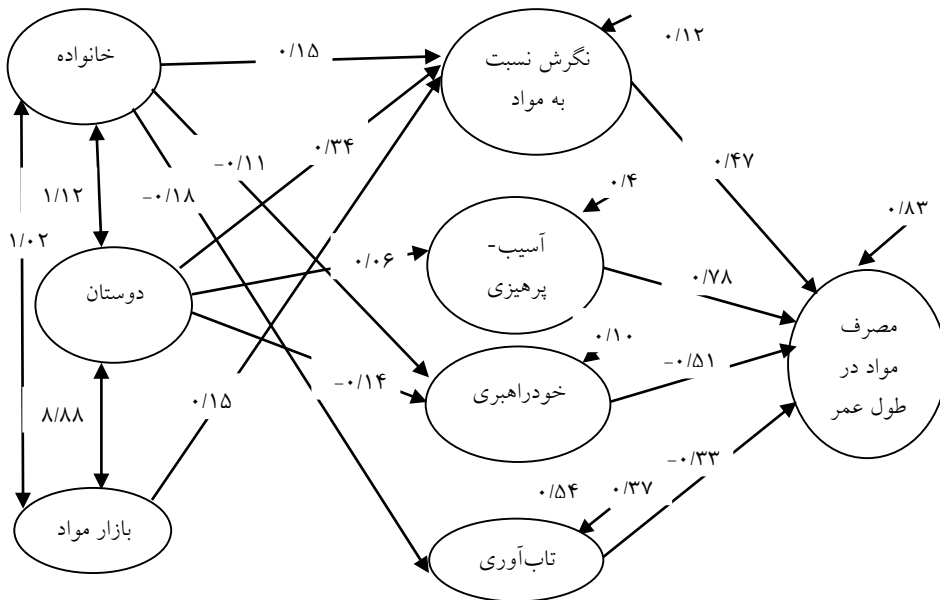 خانواده
۰/۱۵
نگرش نسبت
به مواد
۰/۱۲
-۰/۱۱
۰/۳۴
۰/۴۷
۱/۱۲
-۰/۱۸
۰/۴
۰/۸۳
۱/۰۲
آسیب-
پرهیزی
۰/۰۶
۰/۷۸
دوستان
مصرف
مواد در
طول عمر
۰/۱۰
-۰/۵۱
-۰/۱۴
خودراهبری
۸/۸۸
۰/۱۵
-۰/۳۳
۰/۵۴
۰/۳۷
بازار مواد
تاب‌آوری